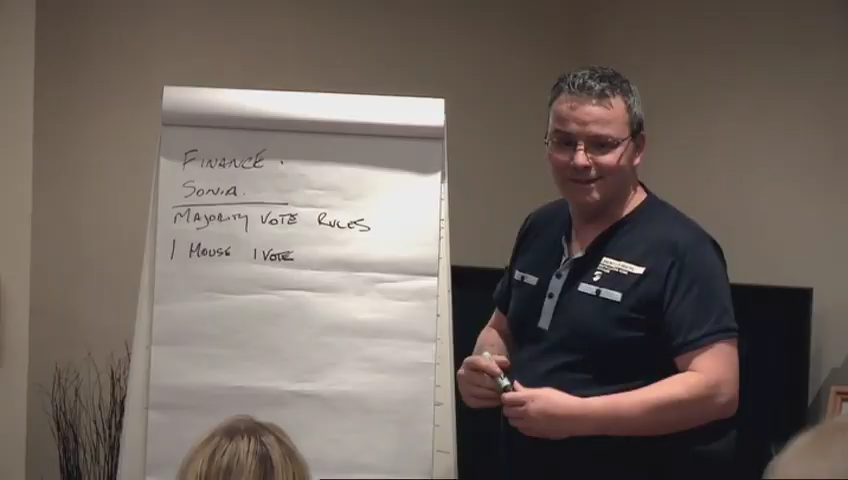 FINANCE.
SONIA.
MAJORITY VOTE RULES
1 MOUSE 1 VOTE